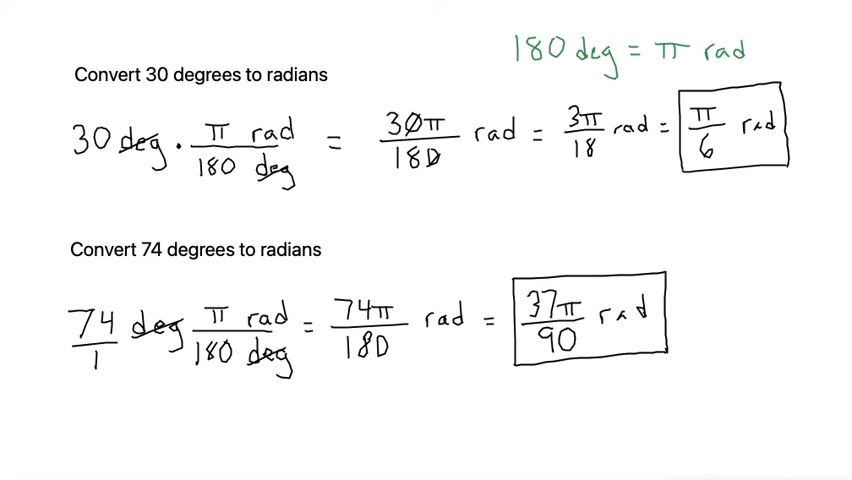 180 deg = π rad
Convert 30 degrees to radians
30 deg · π rad / 180 deg = 30π / 180 rad = 3π / 18 rad = π / 6 rad
Convert 74 degrees to radians
74 / 1 deg π rad / 180 deg = 74π / 180 rad = 37π / 90 rad